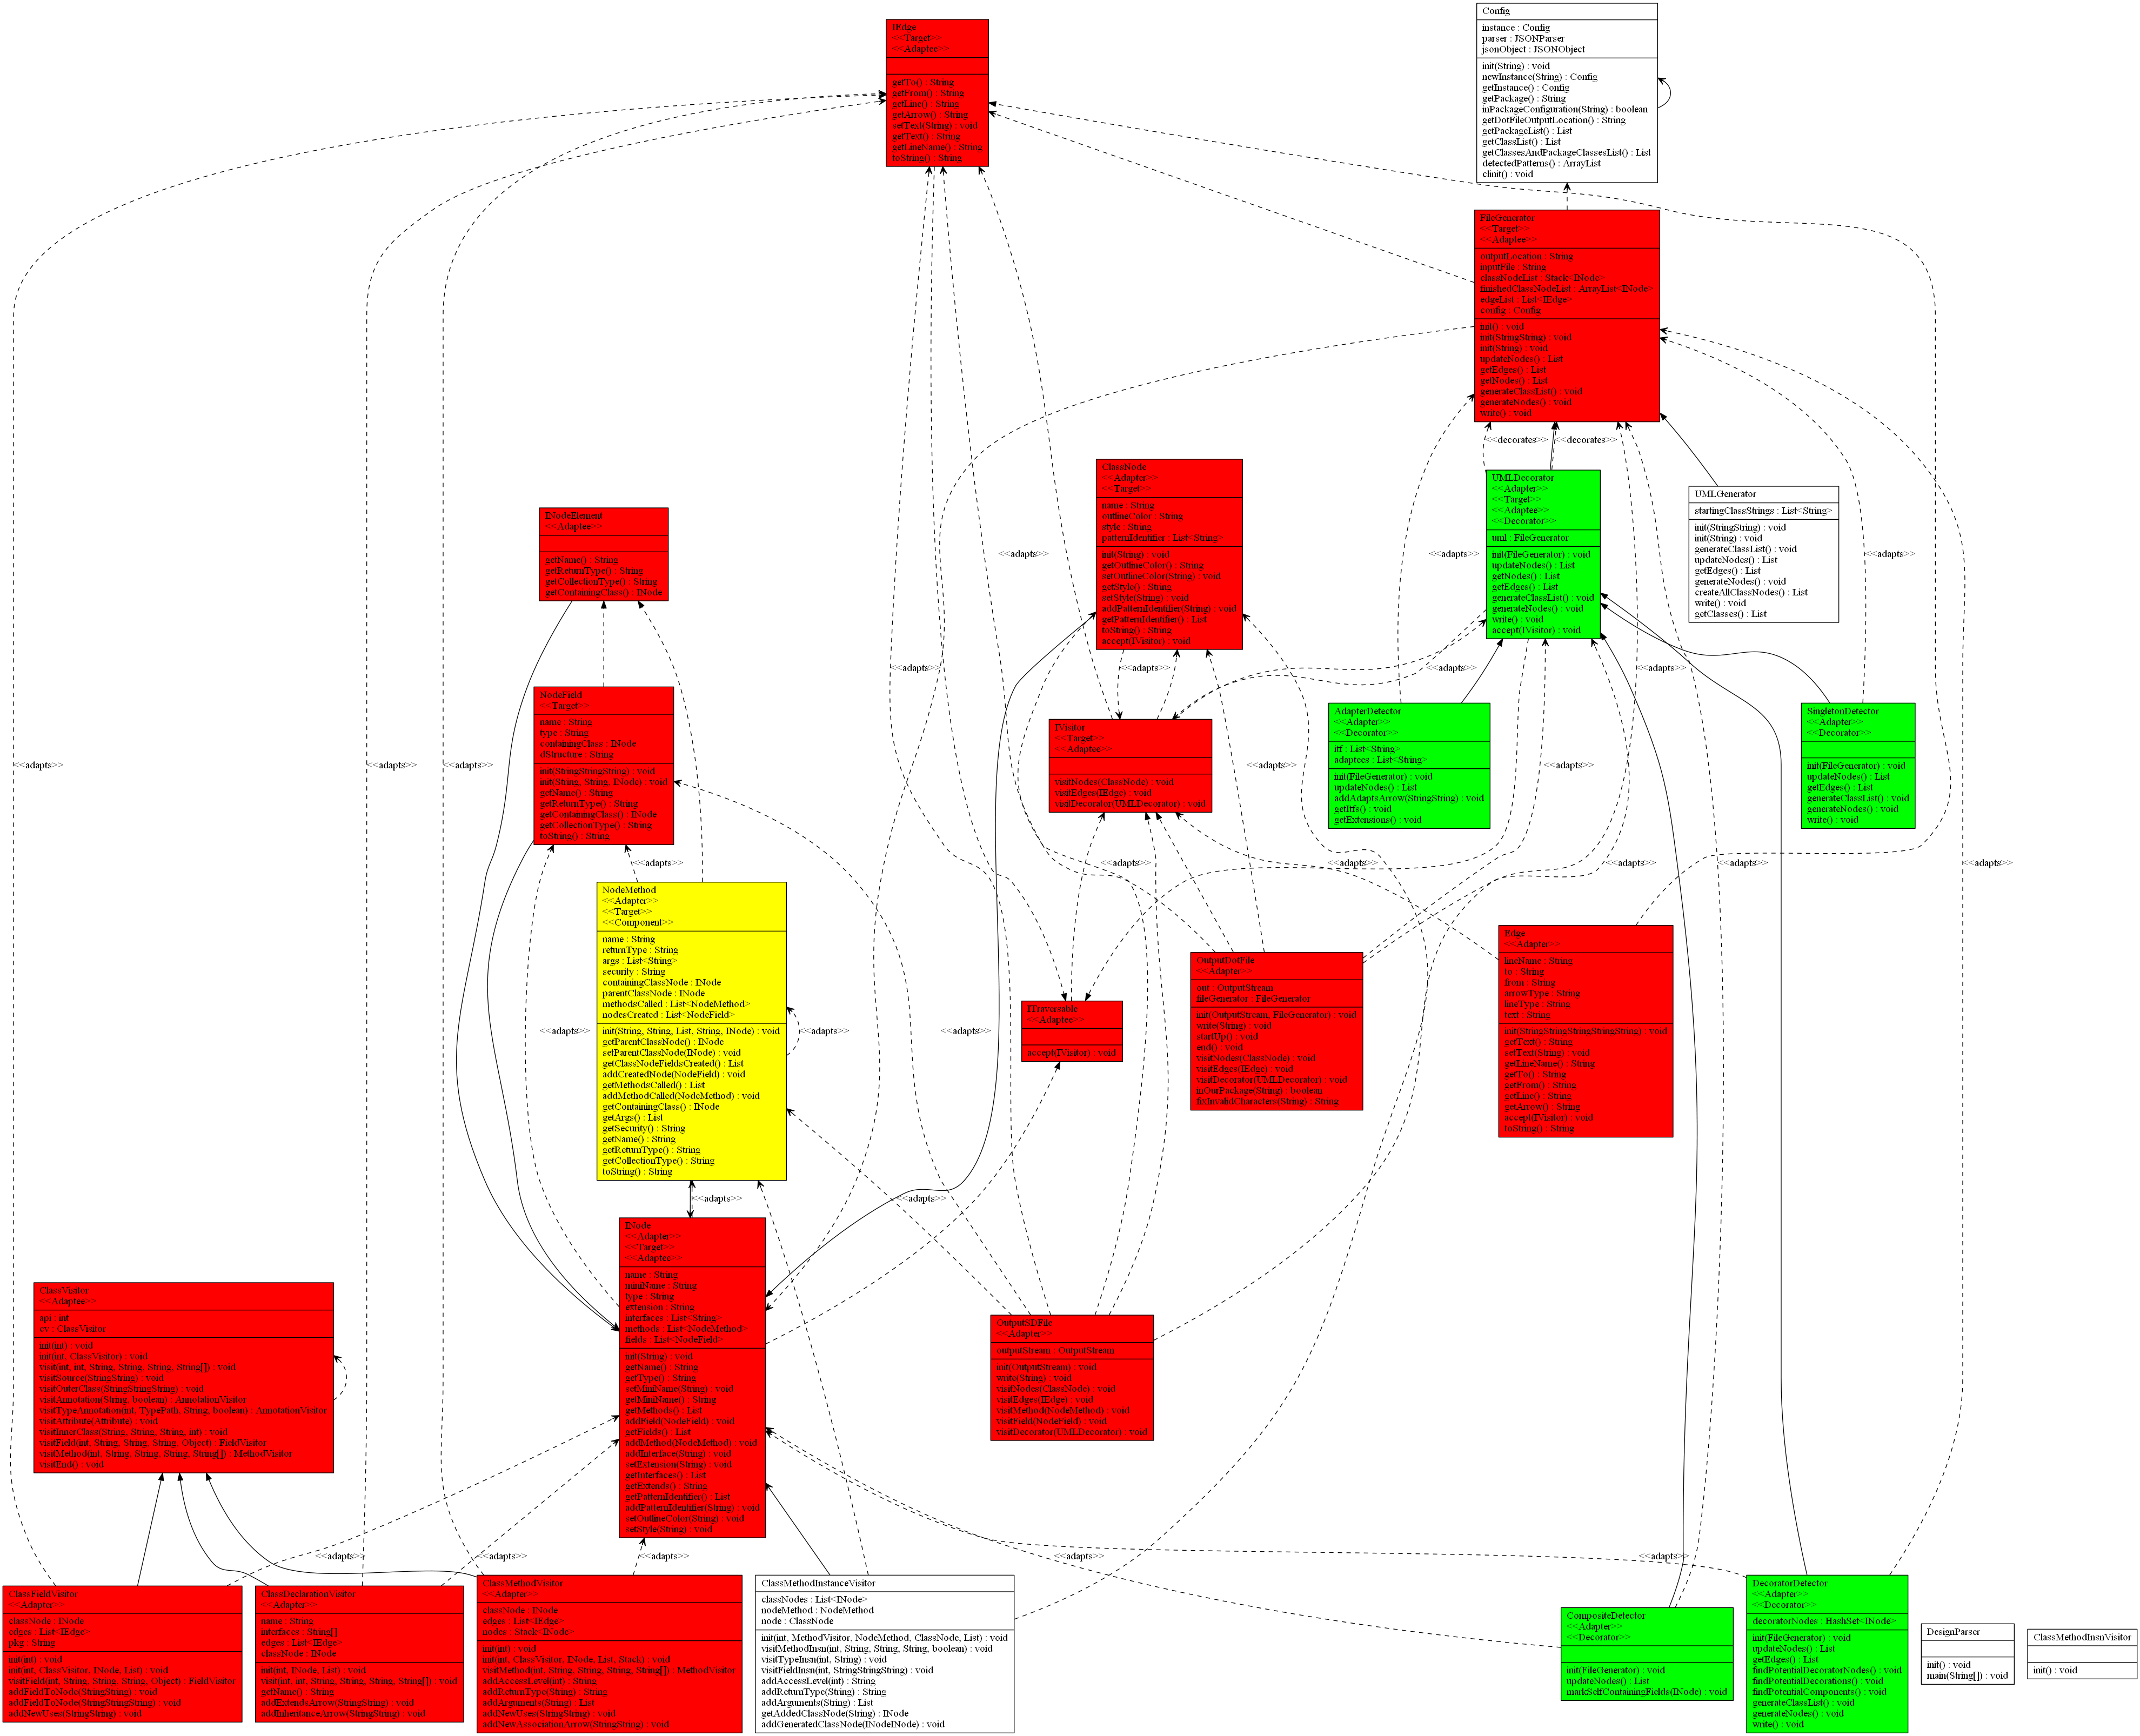 IEdge
<<Target>>
<<Adaptee>>
getTo() : String
getFrom() : String
getLine() : String
getArrow() : String
setText(String) : void
getText() : String
getLineName() : String
toString() : String
Config
instance : Config
parser : JSONParser
jsonObject : JSONObject
init(String) : void
newInstance(String) : Config
getInstance() : Config
getPackage() : String
inPackageConfiguration(String) : boolean
getDotFileOutputLocation() : String
getPackageList() : List
getClassList() : List
getClassesAndPackageClassesList() : List
detectedPatterns() : ArrayList
clinit() : void
FileGenerator
<<Target>>
<<Adaptee>>
outputLocation : String
inputFile : String
classNodeList : Stack<INode>
finishedClassNodeList : ArrayList<INode>
edgeList : List<IEdge>
config : Config
init() : void
init(StringString) : void
init(String) : void
updateNodes() : List
getEdges() : List
getNodes() : List
generateClassList() : void
generateNodes() : void
write() : void
<<decorates>>
<<decorates>>
ClassNode
<<Adapter>>
<<Target>>
name : String
outlineColor : String
style : String
patternIdentifier : List<String>
init(String) : void
getOutlineColor() : String
setOutlineColor(String) : void
getStyle() : String
setStyle(String) : void
addPatternIdentifier(String) : void
getPatternIdentifier() : List
toString() : String
accept(IVisitor) : void
UMLDecorator
<<Adapter>>
<<Target>>
<<Adaptee>>
<<Decorator>>
uml : FileGenerator
init(FileGenerator) : void
updateNodes() : List
getNodes() : List
getEdges() : List
generateClassList() : void
generateNodes() : void
write() : void
accept(IVisitor) : void
UMLGenerator
startingClassStrings : List<String>
init(StringString) : void
init(String) : void
generateClassList() : void
updateNodes() : List
getEdges() : List
generateNodes() : void
createAllClassNodes() : List
write() : void
getClasses() : List
INodeElement
<<Adaptee>>
getName() : String
getReturnType() : String
getCollectionType() : String
getContainingClass() : INode
<<adapts>>
<<adapts>>
<<adapts>>
<<adapts>>
<<adapts>>
<<adapts>>
<<adapts>>
NodeField
<<Target>>
name : String
type : String
containingClass : INode
dStructure : String
init(StringStringString) : void
init(String, String, INode) : void
getName() : String
getReturnType() : String
getContainingClass() : INode
getCollectionType() : String
toString() : String
IVisitor
<<Target>>
<<Adaptee>>
visitNodes(ClassNode) : void
visitEdges(IEdge) : void
visitDecorator(UMLDecorator) : void
AdapterDetector
<<Adapter>>
<<Decorator>>
itf : List<String>
adaptees : List<String>
init(FileGenerator) : void
updateNodes() : List
addAdaptsArrow(StringString) : void
getItfs() : void
getExtensions() : void
SingletonDetector
<<Adapter>>
<<Decorator>>
init(FileGenerator) : void
updateNodes() : List
getEdges() : List
generateClassList() : void
generateNodes() : void
write() : void
<<adapts>>
<<adapts>>
<<adapts>>
<<adapts>>
<<adapts>>
<<adapts>>
<<adapts>>
<<adapts>>
<<adapts>>
<<adapts>>
<<adapts>>
NodeMethod
<<Adapter>>
<<Target>>
<<Component>>
name : String
returnType : String
args : List<String>
security : String
containingClassNode : INode
parentClassNode : INode
methodsCalled : List<NodeMethod>
nodesCreated : List<NodeField>
init(String, String, List, String, INode) : void
getParentClassNode() : INode
setParentClassNode(INode) : void
getClassNodeFieldsCreated() : List
addCreatedNode(NodeField) : void
getMethodsCalled() : List
addMethodCalled(NodeMethod) : void
getContainingClass() : INode
getArgs() : List
getSecurity() : String
getName() : String
getReturnType() : String
getCollectionType() : String
toString() : String
<<adapts>>
<<adapts>>
<<adapts>>
ITraversable
<<Adaptee>>
accept(IVisitor) : void
OutputDotFile
<<Adapter>>
out : OutputStream
fileGenerator : FileGenerator
init(OutputStream, FileGenerator) : void
write(String) : void
startUp() : void
end() : void
visitNodes(ClassNode) : void
visitEdges(IEdge) : void
visitDecorator(UMLDecorator) : void
inOurPackage(String) : boolean
fixInvalidCharacters(String) : String
Edge
<<Adapter>>
lineName : String
to : String
from : String
arrowType : String
lineType : String
text : String
init(StringStringStringStringString) : void
getText() : String
setText(String) : void
getLineName() : String
getTo() : String
getFrom() : String
getLine() : String
getArrow() : String
accept(IVisitor) : void
toString() : String
<<adapts>>
<<adapts>>
INode
<<Adapter>>
<<Target>>
<<Adaptee>>
name : String
miniName : String
type : String
extension : String
interfaces : List<String>
methods : List<NodeMethod>
fields : List<NodeField>
init(String) : void
getName() : String
getType() : String
setMiniName(String) : void
getMiniName() : String
getMethods() : List
addField(NodeField) : void
getFields() : List
addMethod(NodeMethod) : void
addInterface(String) : void
setExtension(String) : void
getInterfaces() : List
getExtends() : String
getPatternIdentifier() : List
addPatternIdentifier(String) : void
setOutlineColor(String) : void
setStyle(String) : void
ClassVisitor
<<Adaptee>>
api : int
cv : ClassVisitor
init(int) : void
init(int, ClassVisitor) : void
visit(int, int, String, String, String, String[]) : void
visitSource(StringString) : void
visitOuterClass(StringStringString) : void
visitAnnotation(String, boolean) : AnnotationVisitor
visitTypeAnnotation(int, TypePath, String, boolean) : AnnotationVisitor
visitAttribute(Attribute) : void
visitInnerClass(String, String, String, int) : void
visitField(int, String, String, String, Object) : FieldVisitor
visitMethod(int, String, String, String, String[]) : MethodVisitor
visitEnd() : void
OutputSDFile
<<Adapter>>
outputStream : OutputStream
init(OutputStream) : void
write(String) : void
visitNodes(ClassNode) : void
visitEdges(IEdge) : void
visitMethod(NodeMethod) : void
visitField(NodeField) : void
visitDecorator(UMLDecorator) : void
<<adapts>>
<<adapts>>
<<adapts>>
<<adapts>>
<<adapts>>
ClassFieldVisitor
<<Adapter>>
classNode : INode
edges : List<IEdge>
pkg : String
init(int) : void
init(int, ClassVisitor, INode, List) : void
visitField(int, String, String, String, Object) : FieldVisitor
addFieldToNode(StringString) : void
addFieldToNode(StringStringString) : void
addNewUses(StringString) : void
ClassDeclarationVisitor
<<Adapter>>
name : String
interfaces : String[]
edges : List<IEdge>
classNode : INode
init(int, INode, List) : void
visit(int, int, String, String, String, String[]) : void
getName() : String
addExtendsArrow(StringString) : void
addInheritanceArrow(StringString) : void
ClassMethodVisitor
<<Adapter>>
classNode : INode
edges : List<IEdge>
nodes : Stack<INode>
init(int) : void
init(int, ClassVisitor, INode, List, Stack) : void
visitMethod(int, String, String, String, String[]) : MethodVisitor
addAccessLevel(int) : String
addReturnType(String) : String
addArguments(String) : List
addNewUses(StringString) : void
addNewAssociationArrow(StringString) : void
ClassMethodInstanceVisitor
classNodes : List<INode>
nodeMethod : NodeMethod
node : ClassNode
init(int, MethodVisitor, NodeMethod, ClassNode, List) : void
visitMethodInsn(int, String, String, String, boolean) : void
visitTypeInsn(int, String) : void
visitFieldInsn(int, StringStringString) : void
addAccessLevel(int) : String
addReturnType(String) : String
addArguments(String) : List
getAddedClassNode(String) : INode
addGeneratedClassNode(INodeINode) : void
CompositeDetector
<<Adapter>>
<<Decorator>>
init(FileGenerator) : void
updateNodes() : List
markSelfContainingFields(INode) : void
DecoratorDetector
<<Adapter>>
<<Decorator>>
decoratorNodes : HashSet<INode>
init(FileGenerator) : void
updateNodes() : List
getEdges() : List
findPotentialDecoratorNodes() : void
findPotentialDecorations() : void
findPotentialComponents() : void
generateClassList() : void
generateNodes() : void
write() : void
DesignParser
init() : void
main(String[]) : void
ClassMethodInsnVisitor
init() : void